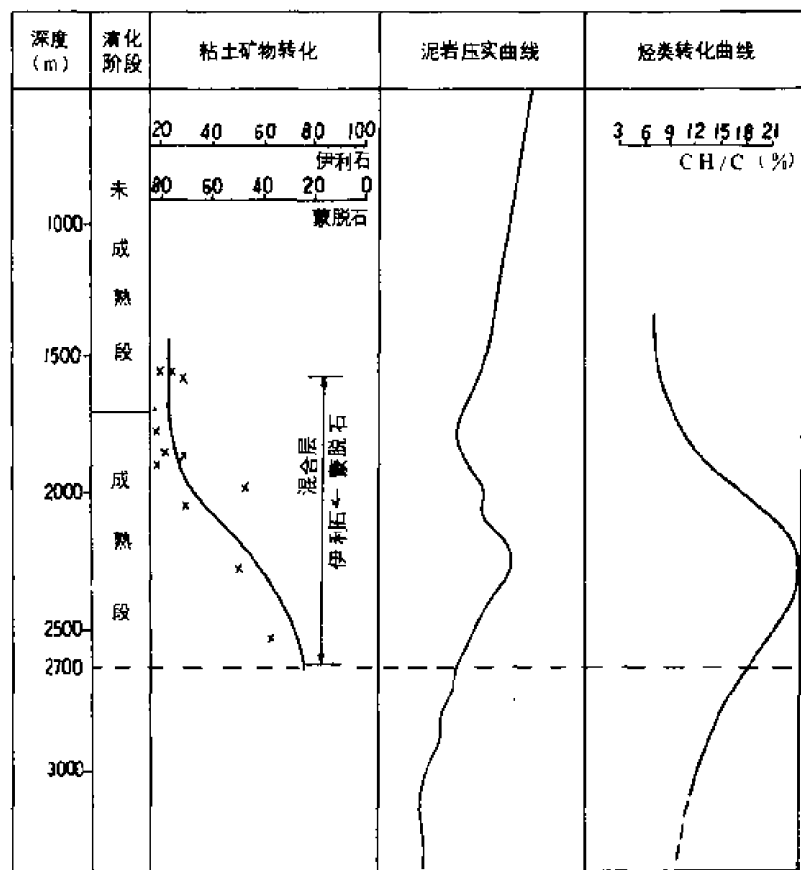 深度
(m)
演化
阶段
粘土矿物转化
泥岩压实曲线
烃类转化曲线
20 40 60 80 100
伊利石
80 60 40 20 0
蒙脱石
3 6 9 12 15 18 21
CH/C (%)
未成熟段
成熟段
混合层
伊利石←蒙脱石
1000
1500
2000
2500
2700
3000